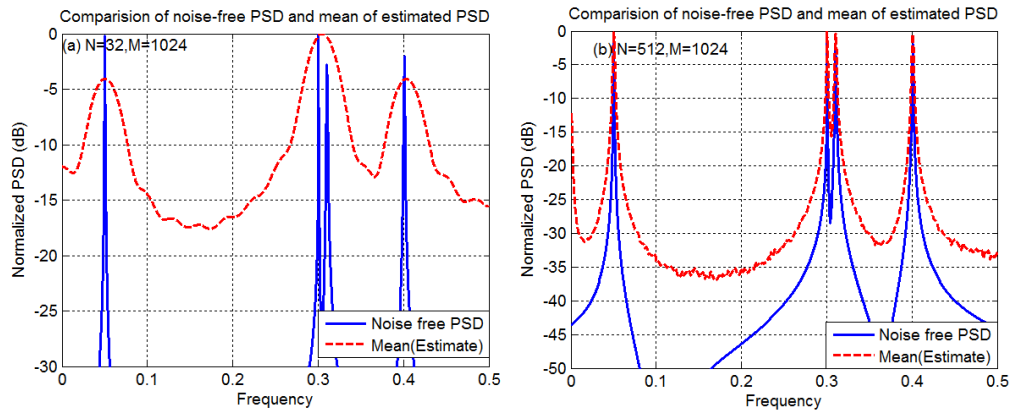 Comparision of noise-free PSD and mean of estimated PSD
(a) N=32,M=1024
0
-5
-10
-15
-20
-25
-30
Normalized PSD (dB)
0
0.1
0.2
0.3
0.4
0.5
Frequency
Noise free PSD
Mean(Estimate)
Comparision of noise-free PSD and mean of estimated PSD
(b) N=512,M=1024
0
-5
-10
-15
-20
-25
-30
-35
-40
-45
-50
Normalized PSD (dB)
0
0.1
0.2
0.3
0.4
0.5
Frequency
Noise free PSD
Mean(Estimate)